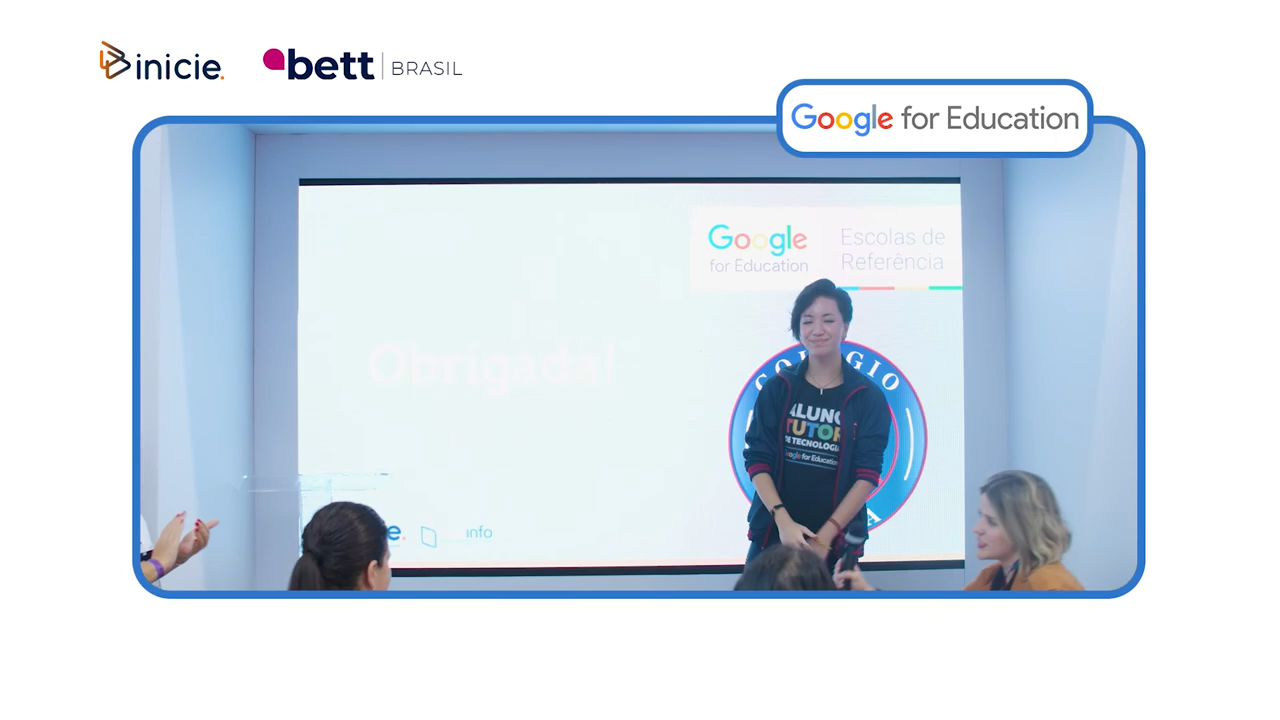 inicie.
bett BRASIL
Google for Education
Google
for Education
Escolas de
Referência
Obrigada!
COLÉGIO
ALUNO
TUTOR
DE TECNOLOGIA
Google for Education
e.
info